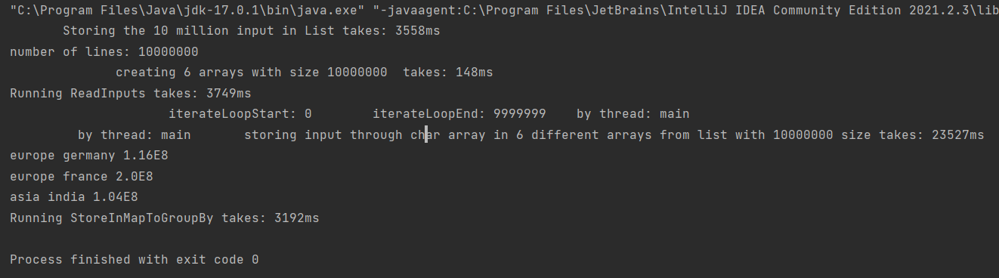 "C:\Program Files\Java\jdk-17.0.1\bin\java.exe" "-javaagent:C:\Program Files\JetBrains\IntelliJ IDEA Community Edition 2021.2.3\lib
Storing the 10 million input in List takes: 3558ms
number of lines: 10000000
creating 6 arrays with size 10000000  takes: 148ms
Running ReadInputs takes: 3749ms
iterateLoopStart: 0        iterateLoopEnd: 9999999    by thread: main
by thread: main       storing input through char array in 6 different arrays from list with 10000000 size takes: 23527ms
europe germany 1.16E8
europe france 2.0E8
asia india 1.04E8
Running StoreInMapToGroupBy takes: 3192ms
Process finished with exit code 0